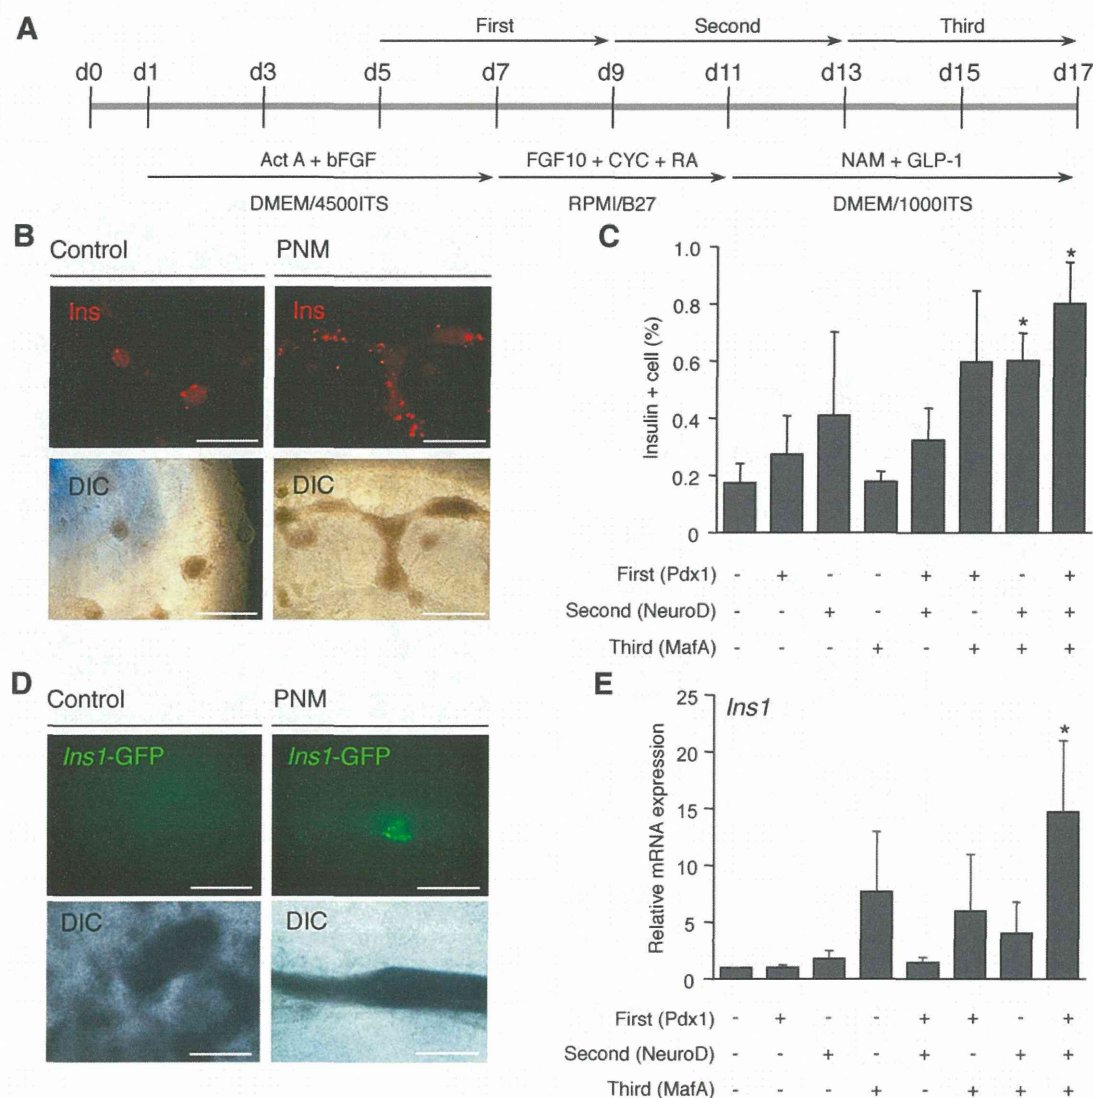 A
First Second Third
d0 d1 d3 d5 d7 d9 d11 d13 d15 d17
Act A + bFGF FGF10 + CYC + RA NAM + GLP-1
DMEM/4500ITS RPMI/B27 DMEM/1000ITS
B
Control PNM
Ins Ins
DIC DIC
C
1.0
0.8
0.6
0.4
0.2
0
Insulin + cell (%)
* *
First (Pdx1) - + - - + + - +
Second (NeuroD) - - + - + - + +
Third (MafA) - - - + - + + +
D
Control PNM
Ins1-GFP Ins1-GFP
DIC DIC
E
Ins1
25
20
15
10
5
0
Relative mRNA expression
*
First (Pdx1) - + - - + + - +
Second (NeuroD) - - + - + - + +
Third (MafA) - - - + - + + +